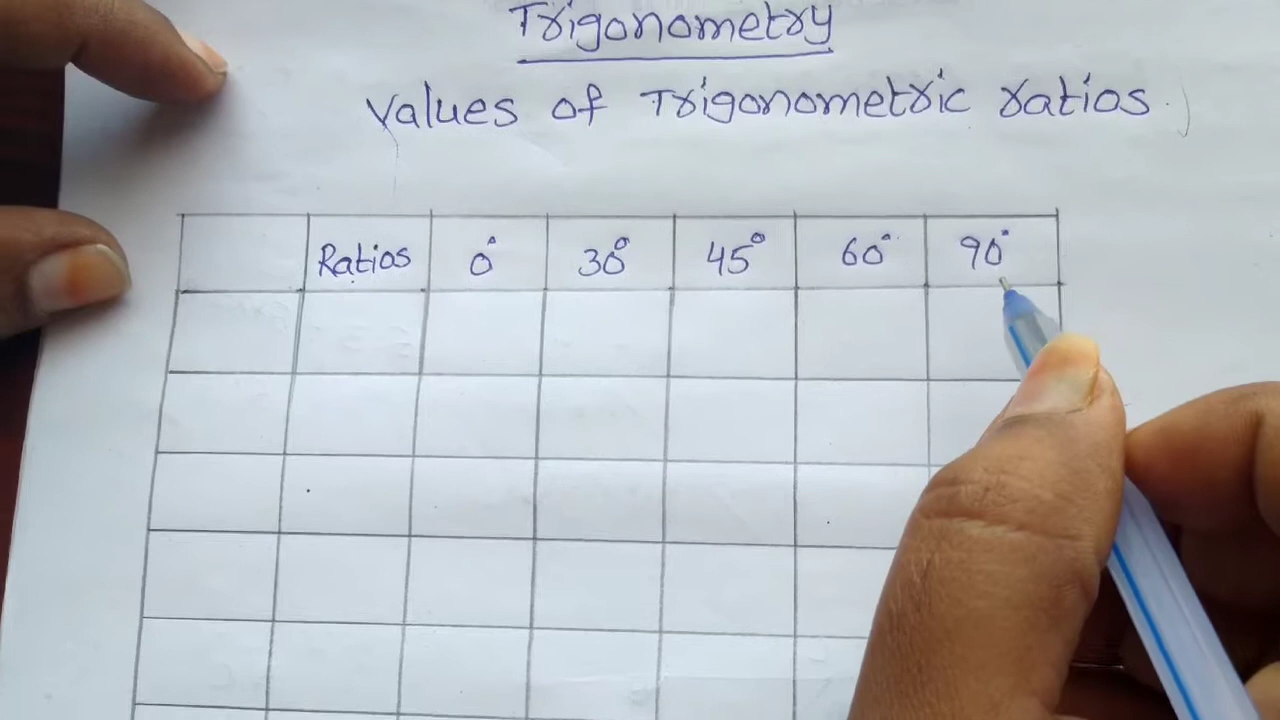 Trigonometry
Values of Trigonometric ratios.
Ratios 0° 30° 45° 60° 90°